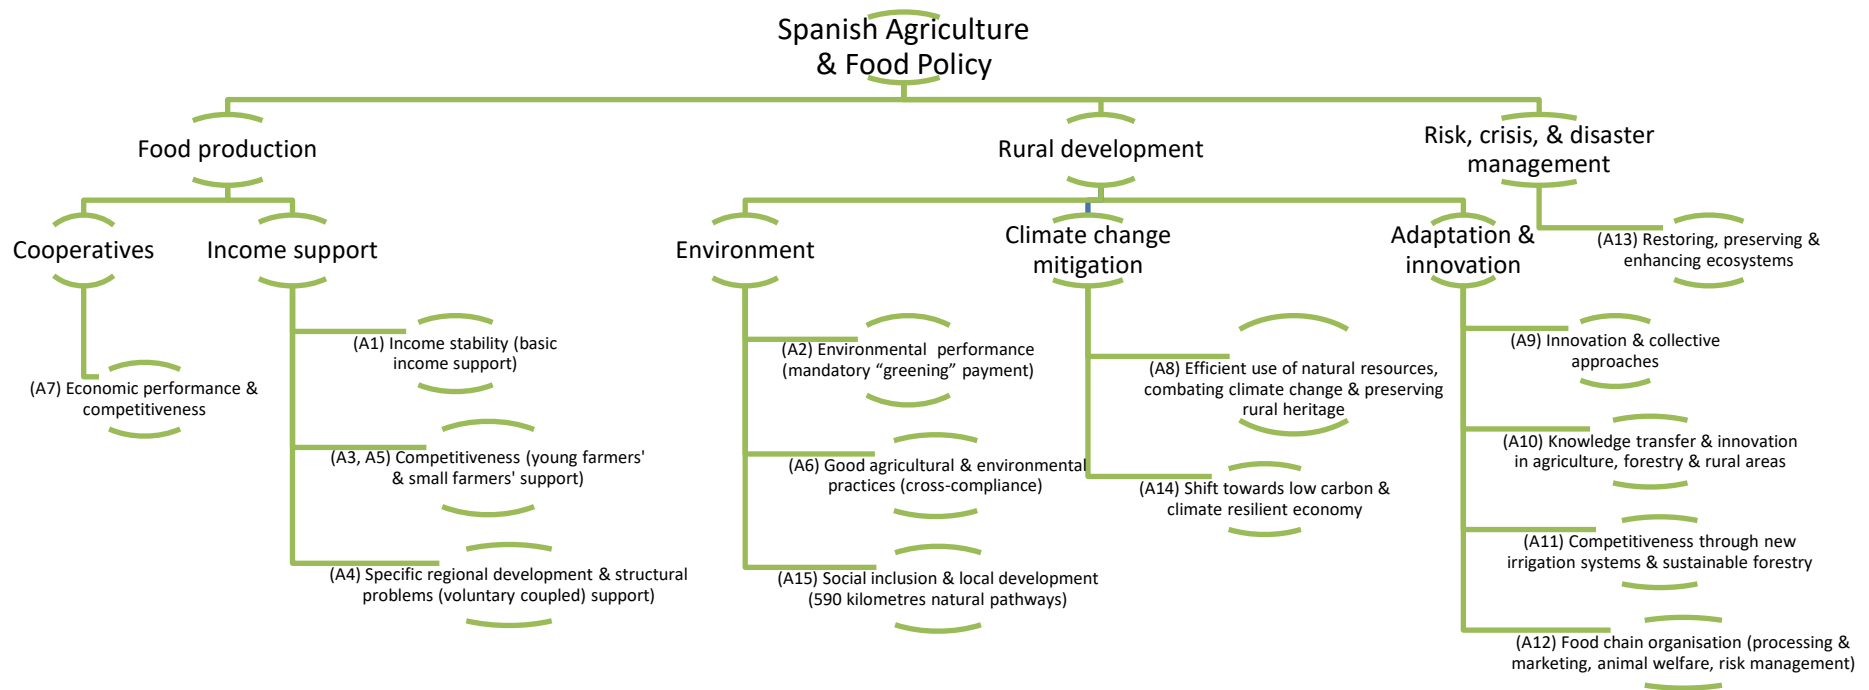 Spanish Agriculture
& Food Policy
Food production
Rural development
Risk, crisis, & disaster
management
Cooperatives
Income support
Environment
Climate change
mitigation
Adaptation &
innovation
(A13) Restoring, preserving &
enhancing ecosystems
(A7) Economic performance &
competitiveness
(A1) Income stability (basic
income support)
(A3, A5) Competitiveness (young farmers'
& small farmers' support)
(A4) Specific regional development & structural
problems (voluntary coupled) support)
(A2) Environmental performance
(mandatory “greening” payment)
(A6) Good agricultural & environmental
practices (cross-compliance)
(A15) Social inclusion & local development
(590 kilometres natural pathways)
(A8) Efficient use of natural resources,
combating climate change & preserving
rural heritage
(A14) Shift towards low carbon &
climate resilient economy
(A9) Innovation & collective
approaches
(A10) Knowledge transfer & innovation
in agriculture, forestry & rural areas
(A11) Competitiveness through new
irrigation systems & sustainable forestry
(A12) Food chain organisation (processing &
marketing, animal welfare, risk management)